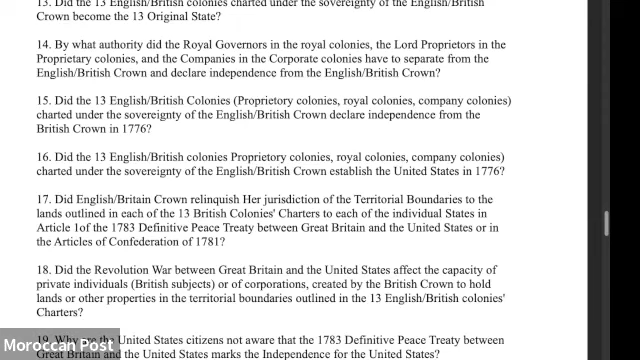 13. Did the 13 English/British colonies charted under the sovereignty of the English/British
Crown become the 13 Original State?
14. By what authority did the Royal Governors in the royal colonies, the Lord Proprietors in the
Proprietary colonies, and the Companies in the Corporate colonies have to separate from the
English/British Crown and declare independence from the English/British Crown?
15. Did the 13 English/British Colonies (Proprietory colonies, royal colonies, company colonies)
charted under the sovereignty of the English/British Crown declare independence from the
British Crown in 1776?
16. Did the 13 English/British colonies Proprietory colonies, royal colonies, company colonies)
charted under the sovereignty of the English/British Crown establish the United States in 1776?
17. Did English/Britain Crown relinquish Her jurisdiction of the Territorial Boundaries to the
lands outlined in each of the 13 British Colonies' Charters to each of the individual States in
Article 1of the 1783 Definitive Peace Treaty between Great Britain and the United States or in
the Articles of Confederation of 1781?
18. Did the Revolution War between Great Britain and the United States affect the capacity of
private individuals (British subjects) or of corporations, created by the British Crown to hold
lands or other properties in the territorial boundaries outlined in the 13 English/British colonies'
Charters?
19. Why are the United States citizens not aware that the 1783 Definitive Peace Treaty between
Great Britain and the United States marks the Independence for the United States?
Moroccan Post